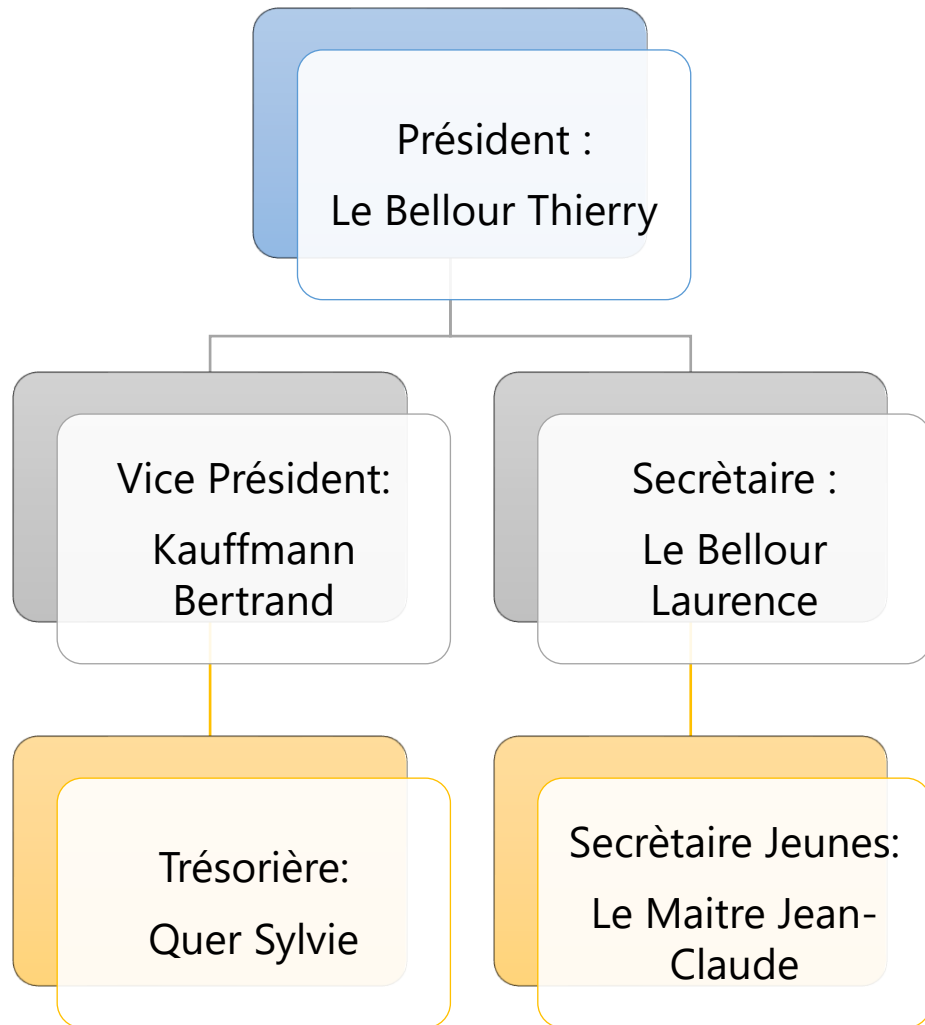 Président :
Le Bellour Thierry
Vice Président:
Kauffmann
Bertrand
Secrètaire :
Le Bellour
Laurence
Trésorière:
Quer Sylvie
Secrètaire Jeunes:
Le Maitre Jean-
Claude